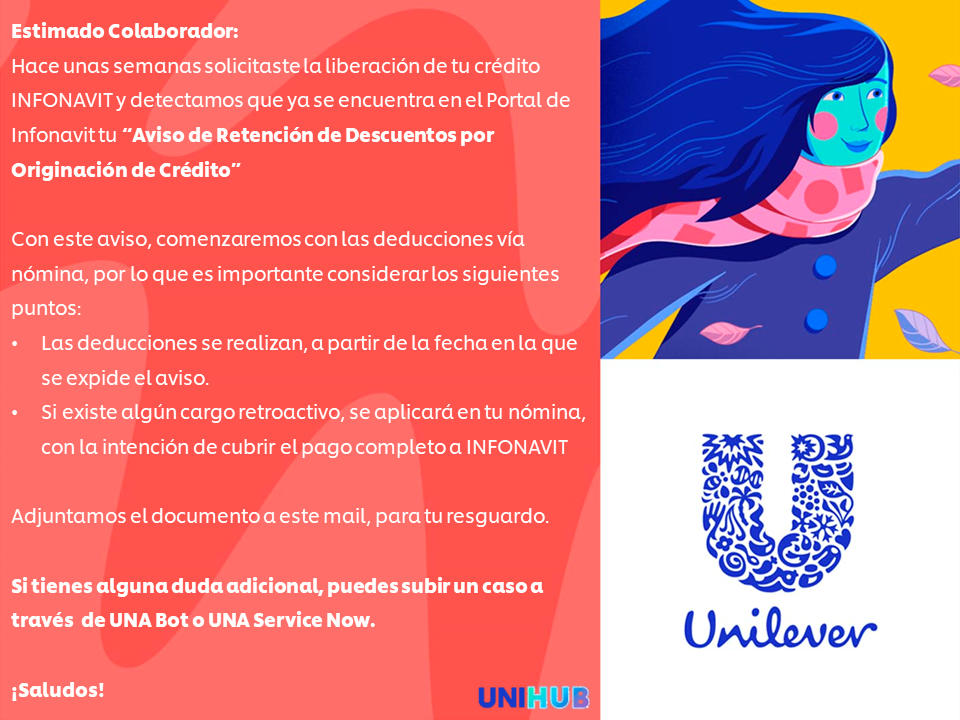 Estimado Colaborador:
Hace unas semanas solicitaste la liberación de tu crédito
INFONAVIT y detectamos que ya se encuentra en el Portal de
Infonavit tu “Aviso de Retención de Descuentos por
Originación de Crédito”
Con este aviso, comenzaremos con las deducciones vía
nómina, por lo que es importante considerar los siguientes
puntos:
• Las deducciones se realizan, a partir de la fecha en la que
se expide el aviso.
• Si existe algún cargo retroactivo, se aplicará en tu nómina,
con la intención de cubrir el pago completo a INFONAVIT
Adjuntamos el documento a este mail, para tu resguardo.
Si tienes alguna duda adicional, puedes subir un caso a
través de UNA Bot o UNA Service Now.
¡Saludos!
UNIHUB
Unilever